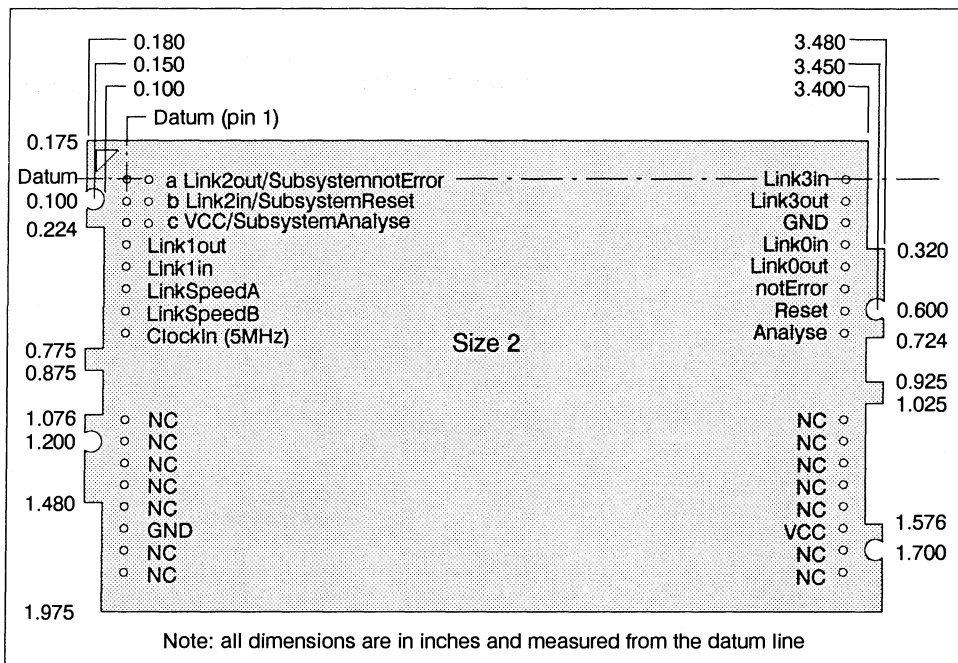 0.180
0.150
0.100
3.480
3.450
3.400
Datum (pin 1)
0.175
Datum
0.100
0.224
a Link2out/SubsystemnotError
b Link2in/SubsystemReset
c VCC/SubsystemAnalyse
Link1out
Link1in
LinkSpeedA
LinkSpeedB
ClockIn (5MHz)
Link3in
Link3out
GND
Link0in
Link0out
notError
Reset
Analyse
0.320
0.600
0.724
Size 2
0.775
0.875
0.925
1.025
1.076
1.200
1.480
NC
NC
NC
NC
NC
GND
NC
NC
NC
NC
NC
NC
NC
VCC
NC
NC
1.576
1.700
1.975
Note: all dimensions are in inches and measured from the datum line